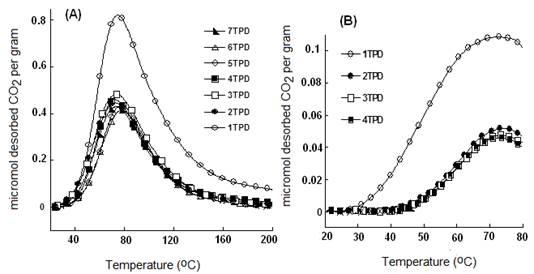 (A)
micromol desorbed CO2 per gram
0.8
0.6
0.4
0.2
0
7TPD
6TPD
5TPD
4TPD
3TPD
2TPD
1TPD
40
80
120
160
200
Temperature (ºC)
(B)
micromol desorbed CO2 per gram
0.1
0.08
0.06
0.04
0.02
0
1TPD
2TPD
3TPD
4TPD
20
30
40
50
60
70
80
Temperature (ºC)